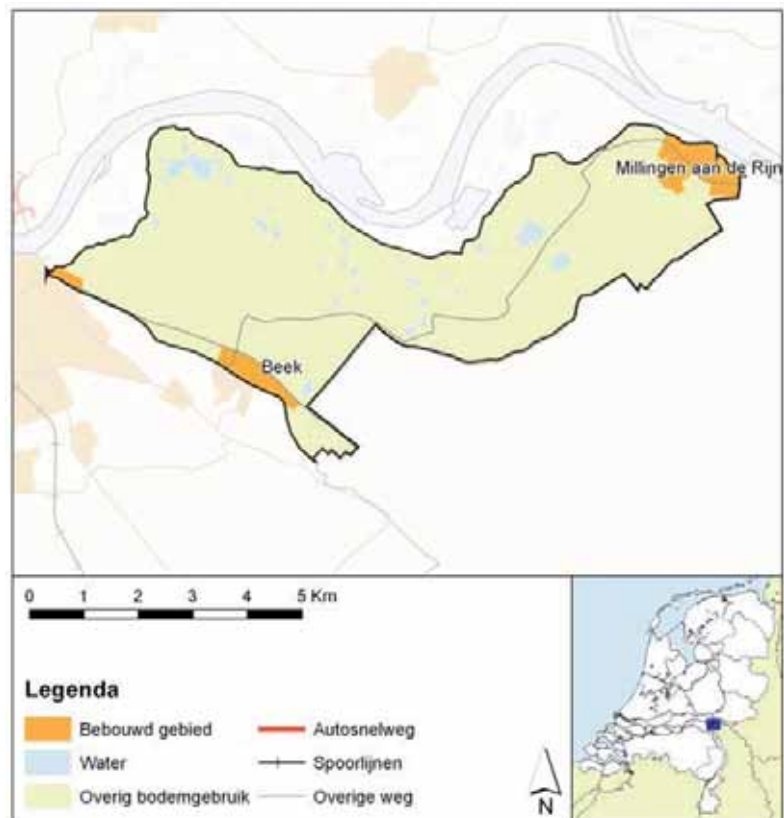 Millingen aan de Rijn
Beek
0 1 2 3 4 5 Km
Legenda
Bebouwd gebied
Autosnelweg
Water
Spoorlijnen
Overig bodemgebruik
Overige weg
N